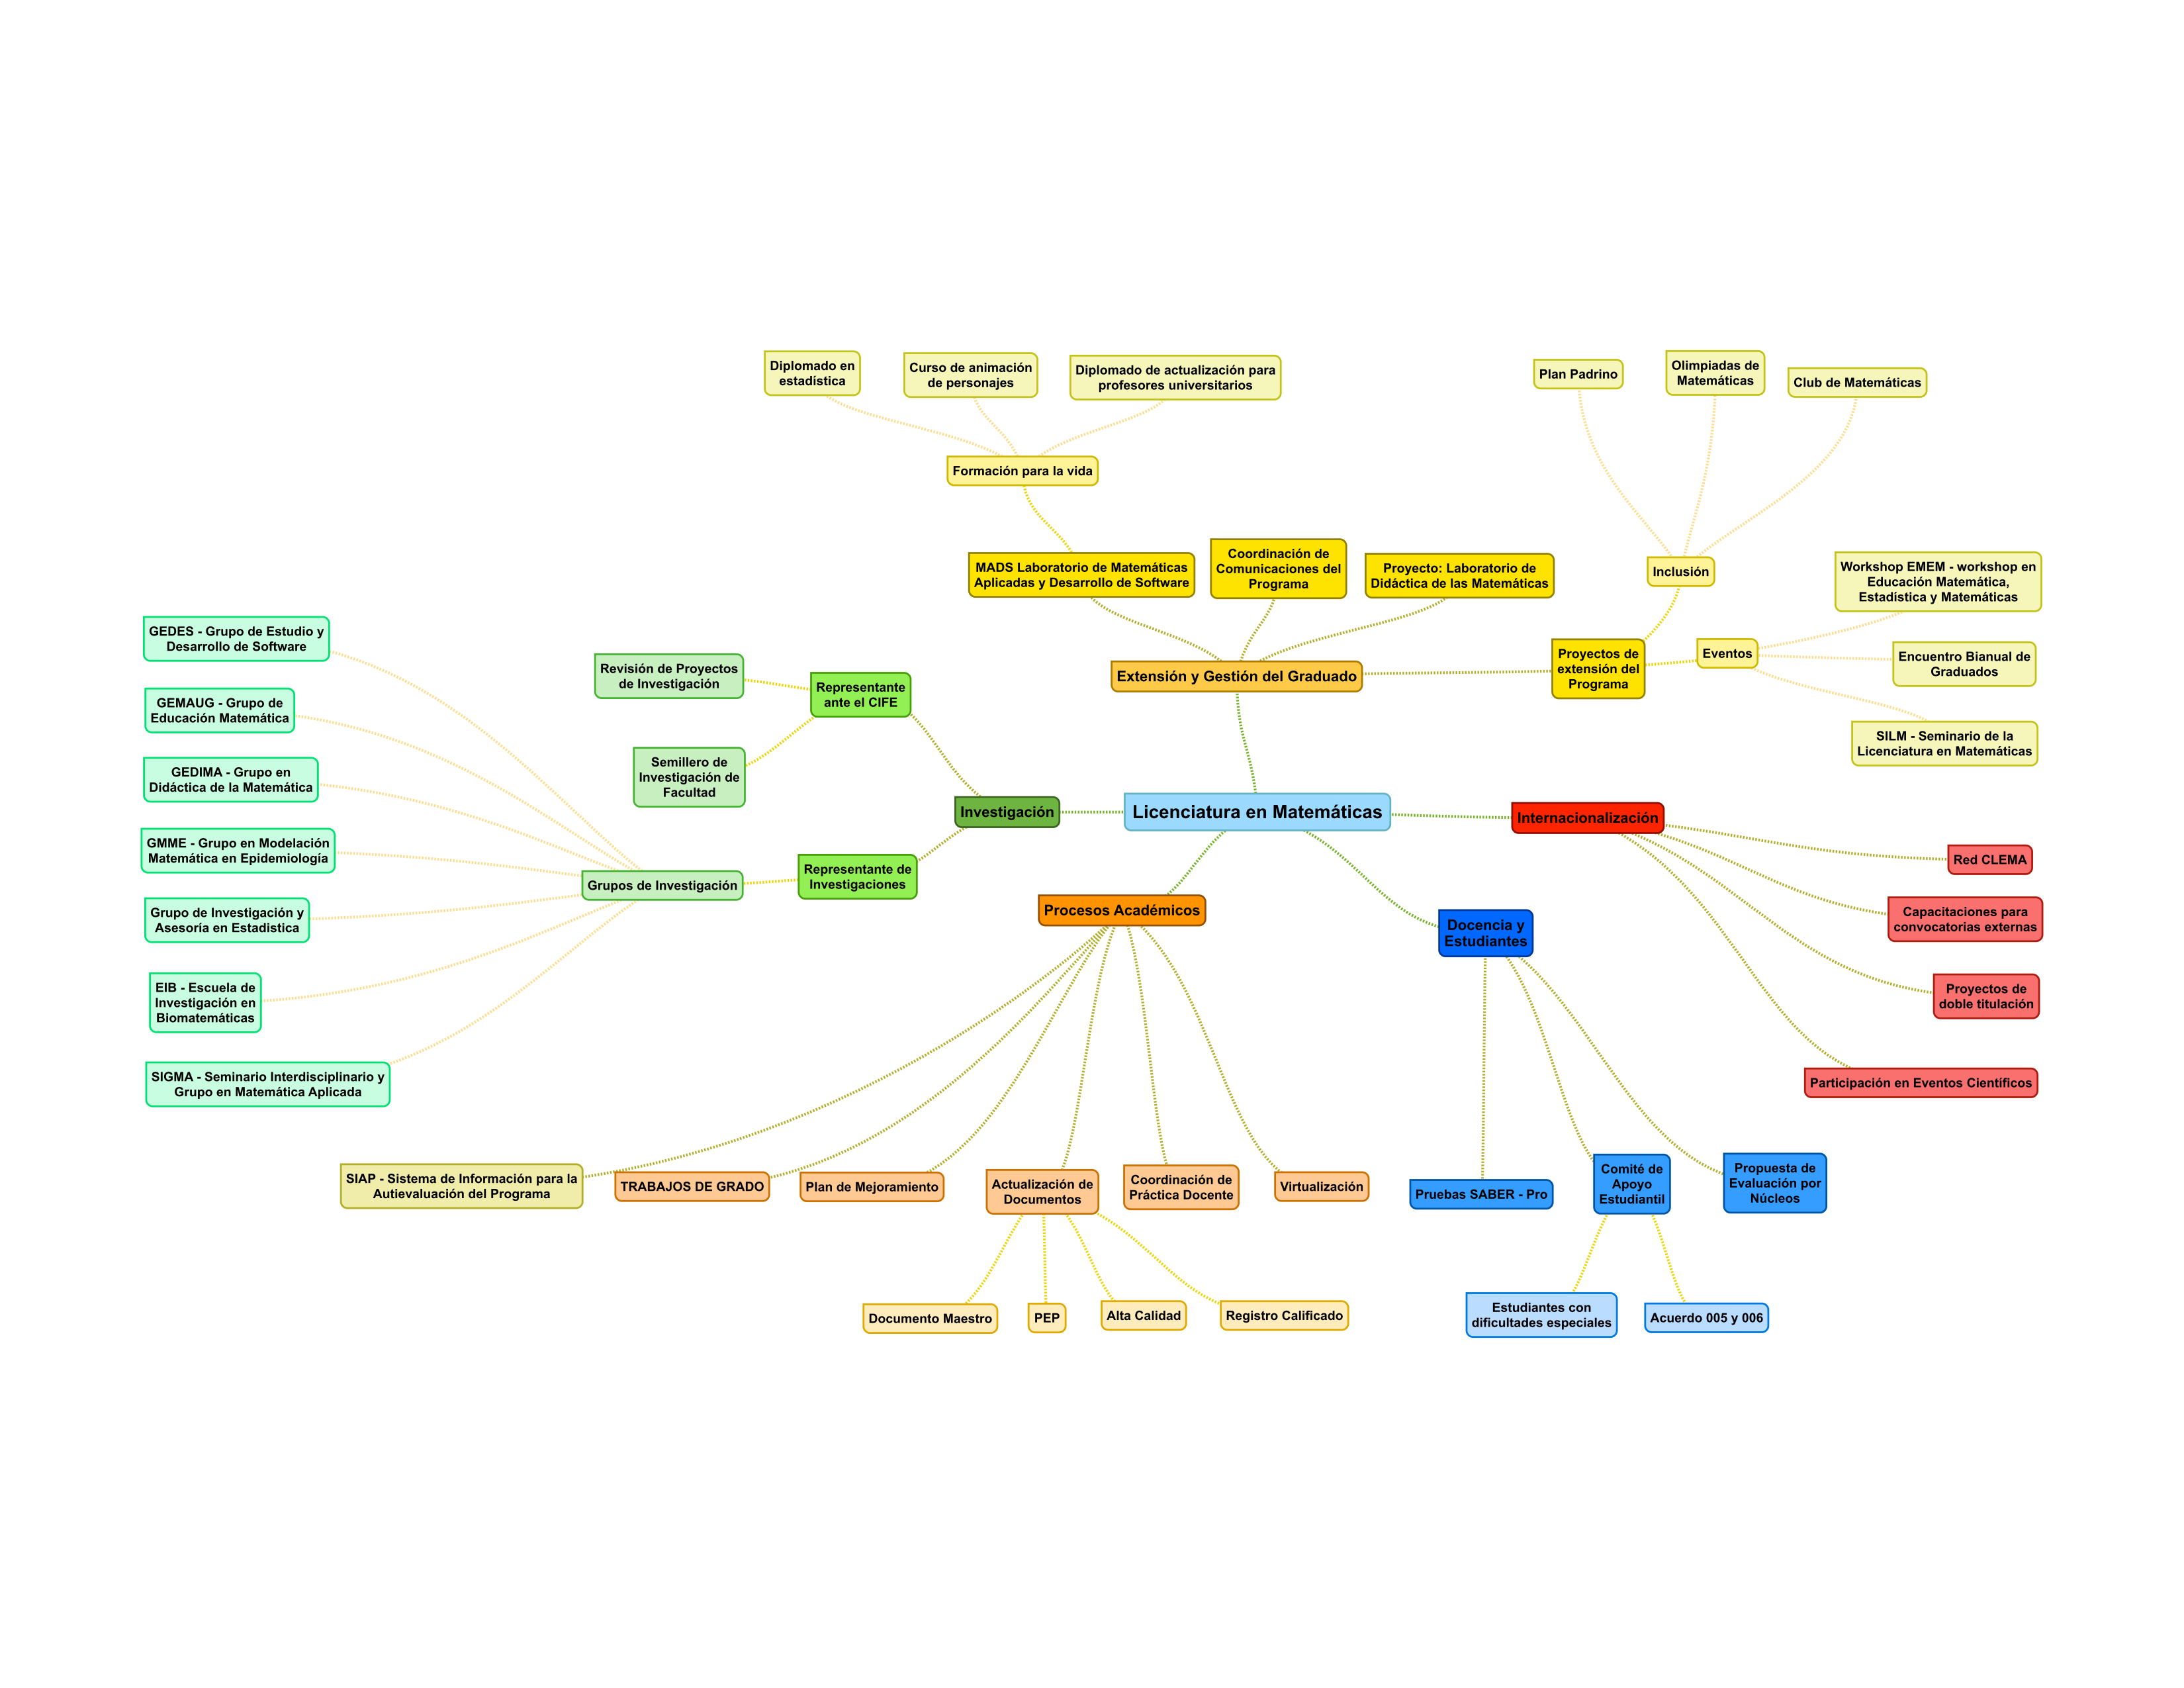 Diplomado en
estadística
Curso de animación
de personajes
Diplomado de actualización para
profesores universitarios
Plan Padrino
Olimpiadas de
Matemáticas
Club de Matemáticas
Formación para la vida
MADS Laboratorio de Matemáticas
Aplicadas y Desarrollo de Software
Coordinación de
Comunicaciones del
Programa
Proyecto: Laboratorio de
Didáctica de las Matemáticas
Inclusión
Workshop EMEM - workshop en
Educación Matemática,
Estadística y Matemáticas
Proyectos de
extensión del
Programa
Eventos
Encuentro Bianual de
Graduados
SILM - Seminario de la
Licenciatura en Matemáticas
Extensión y Gestión del Graduado
GEDES - Grupo de Estudio y
Desarrollo de Software
GEMAUG - Grupo de
Educación Matemática
GEDIMA - Grupo en
Didáctica de la Matemática
GMME - Grupo en Modelación
Matemática en Epidemiología
Grupo de Investigación y
Asesoría en Estadistica
EIB - Escuela de
Investigación en
Biomatemáticas
SIGMA - Seminario Interdisciplinario y
Grupo en Matemática Aplicada
Revisión de Proyectos
de Investigación
Representante
ante el CIFE
Semillero de
Investigación de
Facultad
Investigación
Representante de
Investigaciones
Grupos de Investigación
Licenciatura en Matemáticas
Internacionalización
Red CLEMA
Capacitaciones para
convocatorias externas
Proyectos de
doble titulación
Participación en Eventos Científicos
Procesos Académicos
Docencia y
Estudiantes
SIAP - Sistema de Información para la
Autievaluación del Programa
TRABAJOS DE GRADO
Plan de Mejoramiento
Actualización de
Documentos
Coordinación de
Práctica Docente
Virtualización
Pruebas SABER - Pro
Comité de
Apoyo
Estudiantil
Propuesta de
Evaluación por
Núcleos
Documento Maestro
PEP
Alta Calidad
Registro Calificado
Estudiantes con
dificultades especiales
Acuerdo 005 y 006